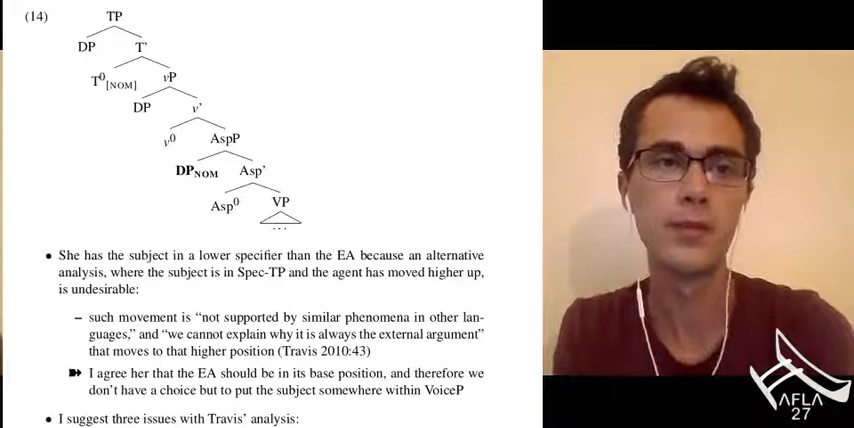 (14)
TP
DP T’
T⁰[NOM] vP
DP v’
v⁰ AspP
DP_NOM Asp’
Asp⁰ VP
...
• She has the subject in a lower specifier than the EA because an alternative
analysis, where the subject is in Spec-TP and the agent has moved higher up,
is undesirable:
– such movement is “not supported by similar phenomena in other lan-
guages,” and “we cannot explain why it is always the external argument”
that moves to that higher position (Travis 2010:43)
➽ I agree her that the EA should be in its base position, and therefore we
don’t have a choice but to put the subject somewhere within VoiceP
• I suggest three issues with Travis’ analysis:
AFLA
27